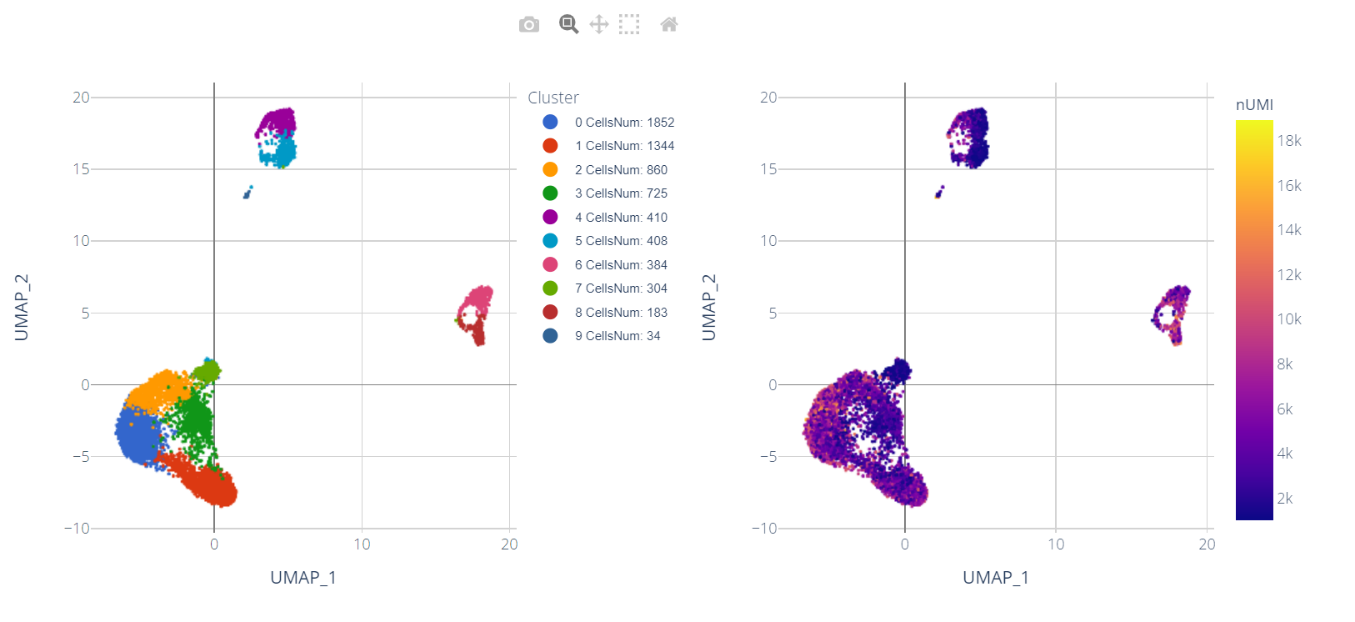 Cluster
0 CellsNum: 1852
1 CellsNum: 1344
2 CellsNum: 860
3 CellsNum: 725
4 CellsNum: 410
5 CellsNum: 408
6 CellsNum: 384
7 CellsNum: 304
8 CellsNum: 183
9 CellsNum: 34
20
15
10
5
0
−5
−10
UMAP_2
0
10
20
UMAP_1
20
15
10
5
0
−5
−10
UMAP_2
0
10
20
UMAP_1
nUMI
18k
16k
14k
12k
10k
8k
6k
4k
2k